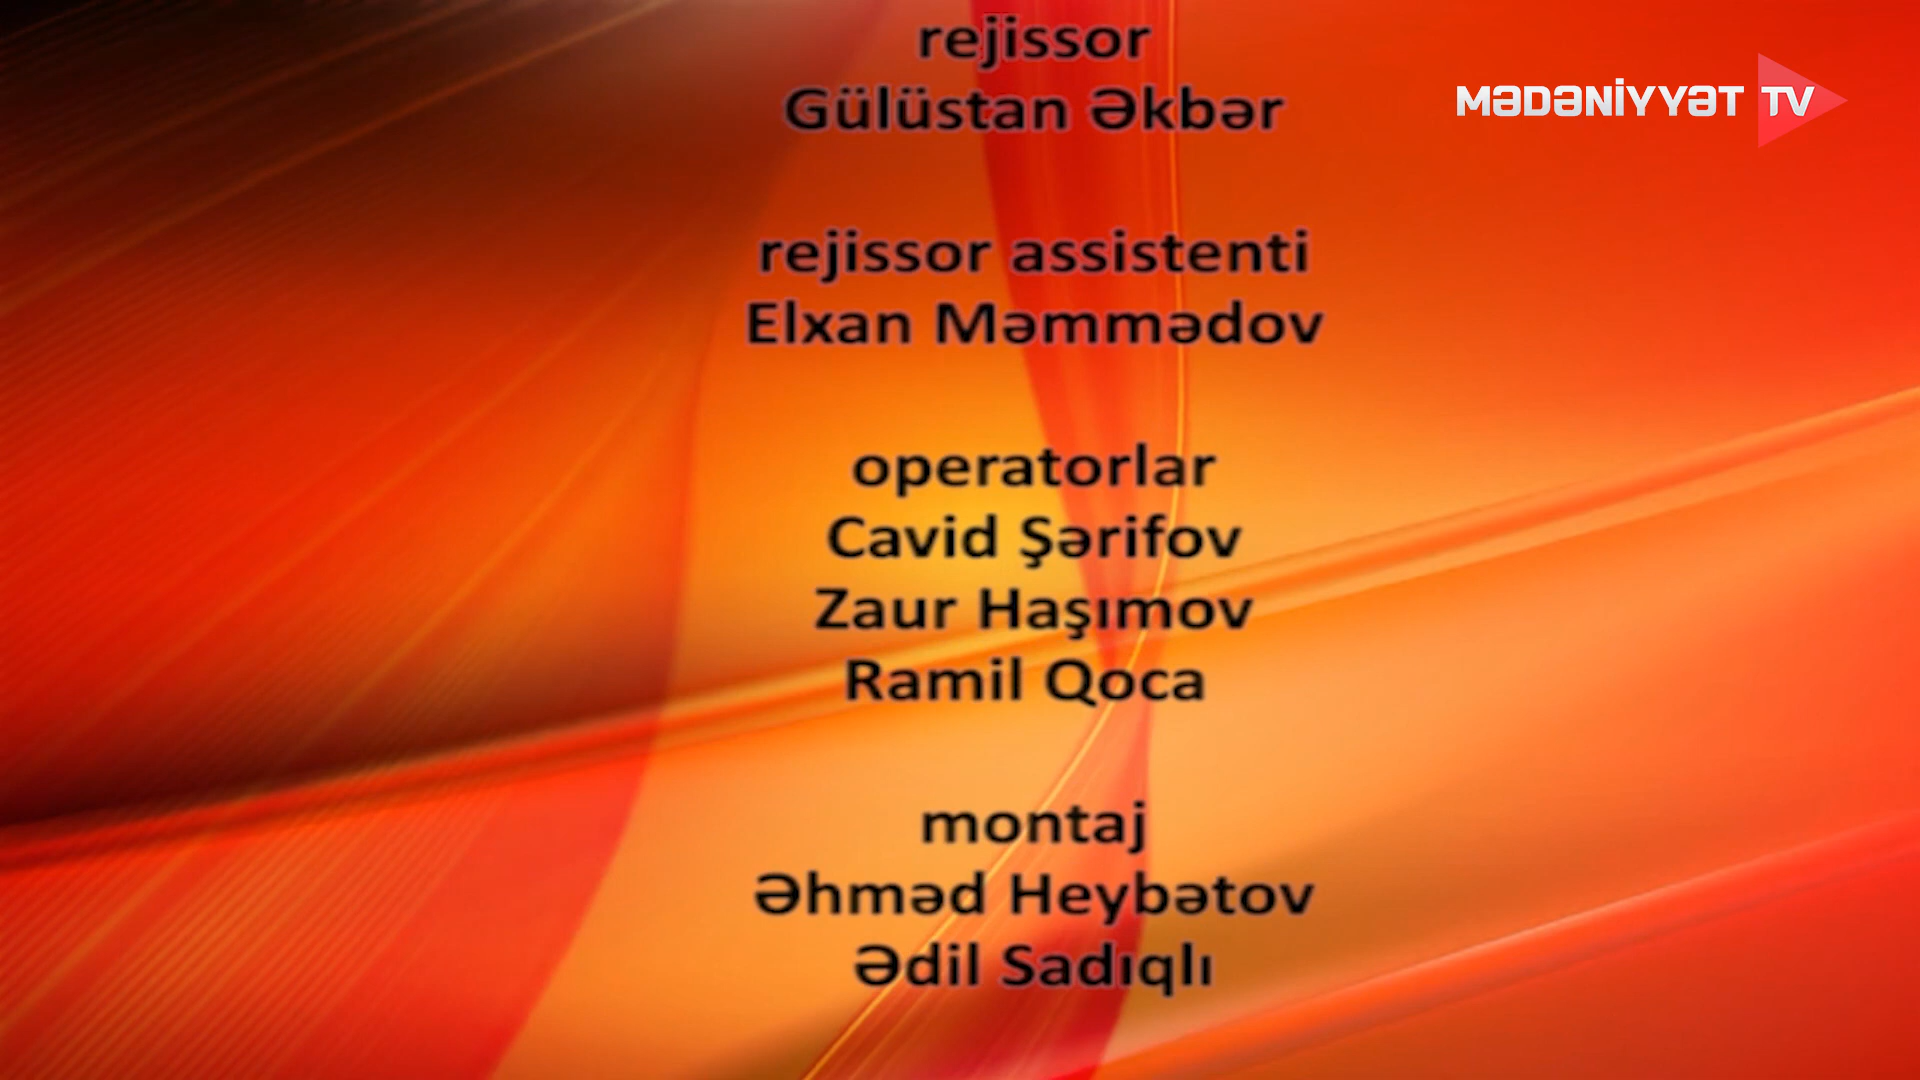 rejissor
Gülüstan Əkbər
MƏDƏNİYYƏT TV
rejissor assistenti
Elxan Məmmədov
operatorlar
Cavid Şərifov
Zaur Haşımov
Ramil Qoca
montaj
Əhməd Heybətov
Ədil Sadıqlı